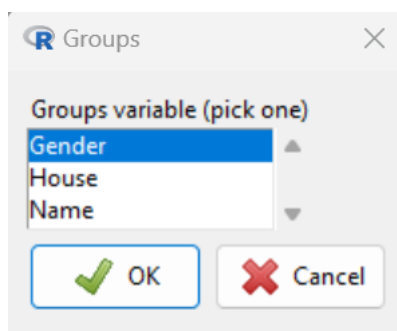 Groups
Groups variable (pick one)
Gender
House
Name
OK
Cancel